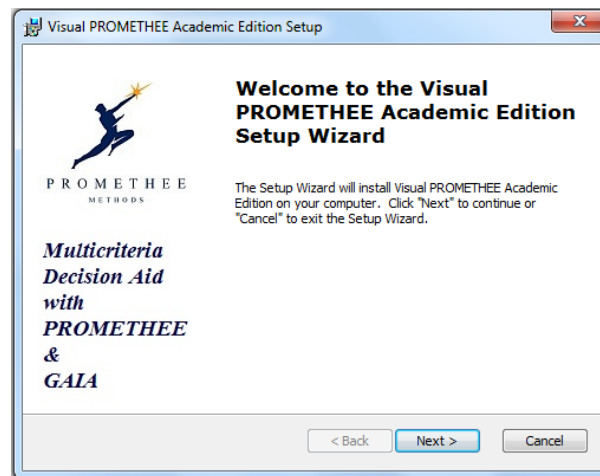 Visual PROMETHEE Academic Edition Setup
x
PROMETHEE
METHODS
Multicriteria
Decision Aid
with
PROMETHEE
&
GAIA
Welcome to the Visual
PROMETHEE Academic Edition
Setup Wizard
The Setup Wizard will install Visual PROMETHEE Academic
Edition on your computer. Click "Next" to continue or
"Cancel" to exit the Setup Wizard.
< Back
Next >
Cancel